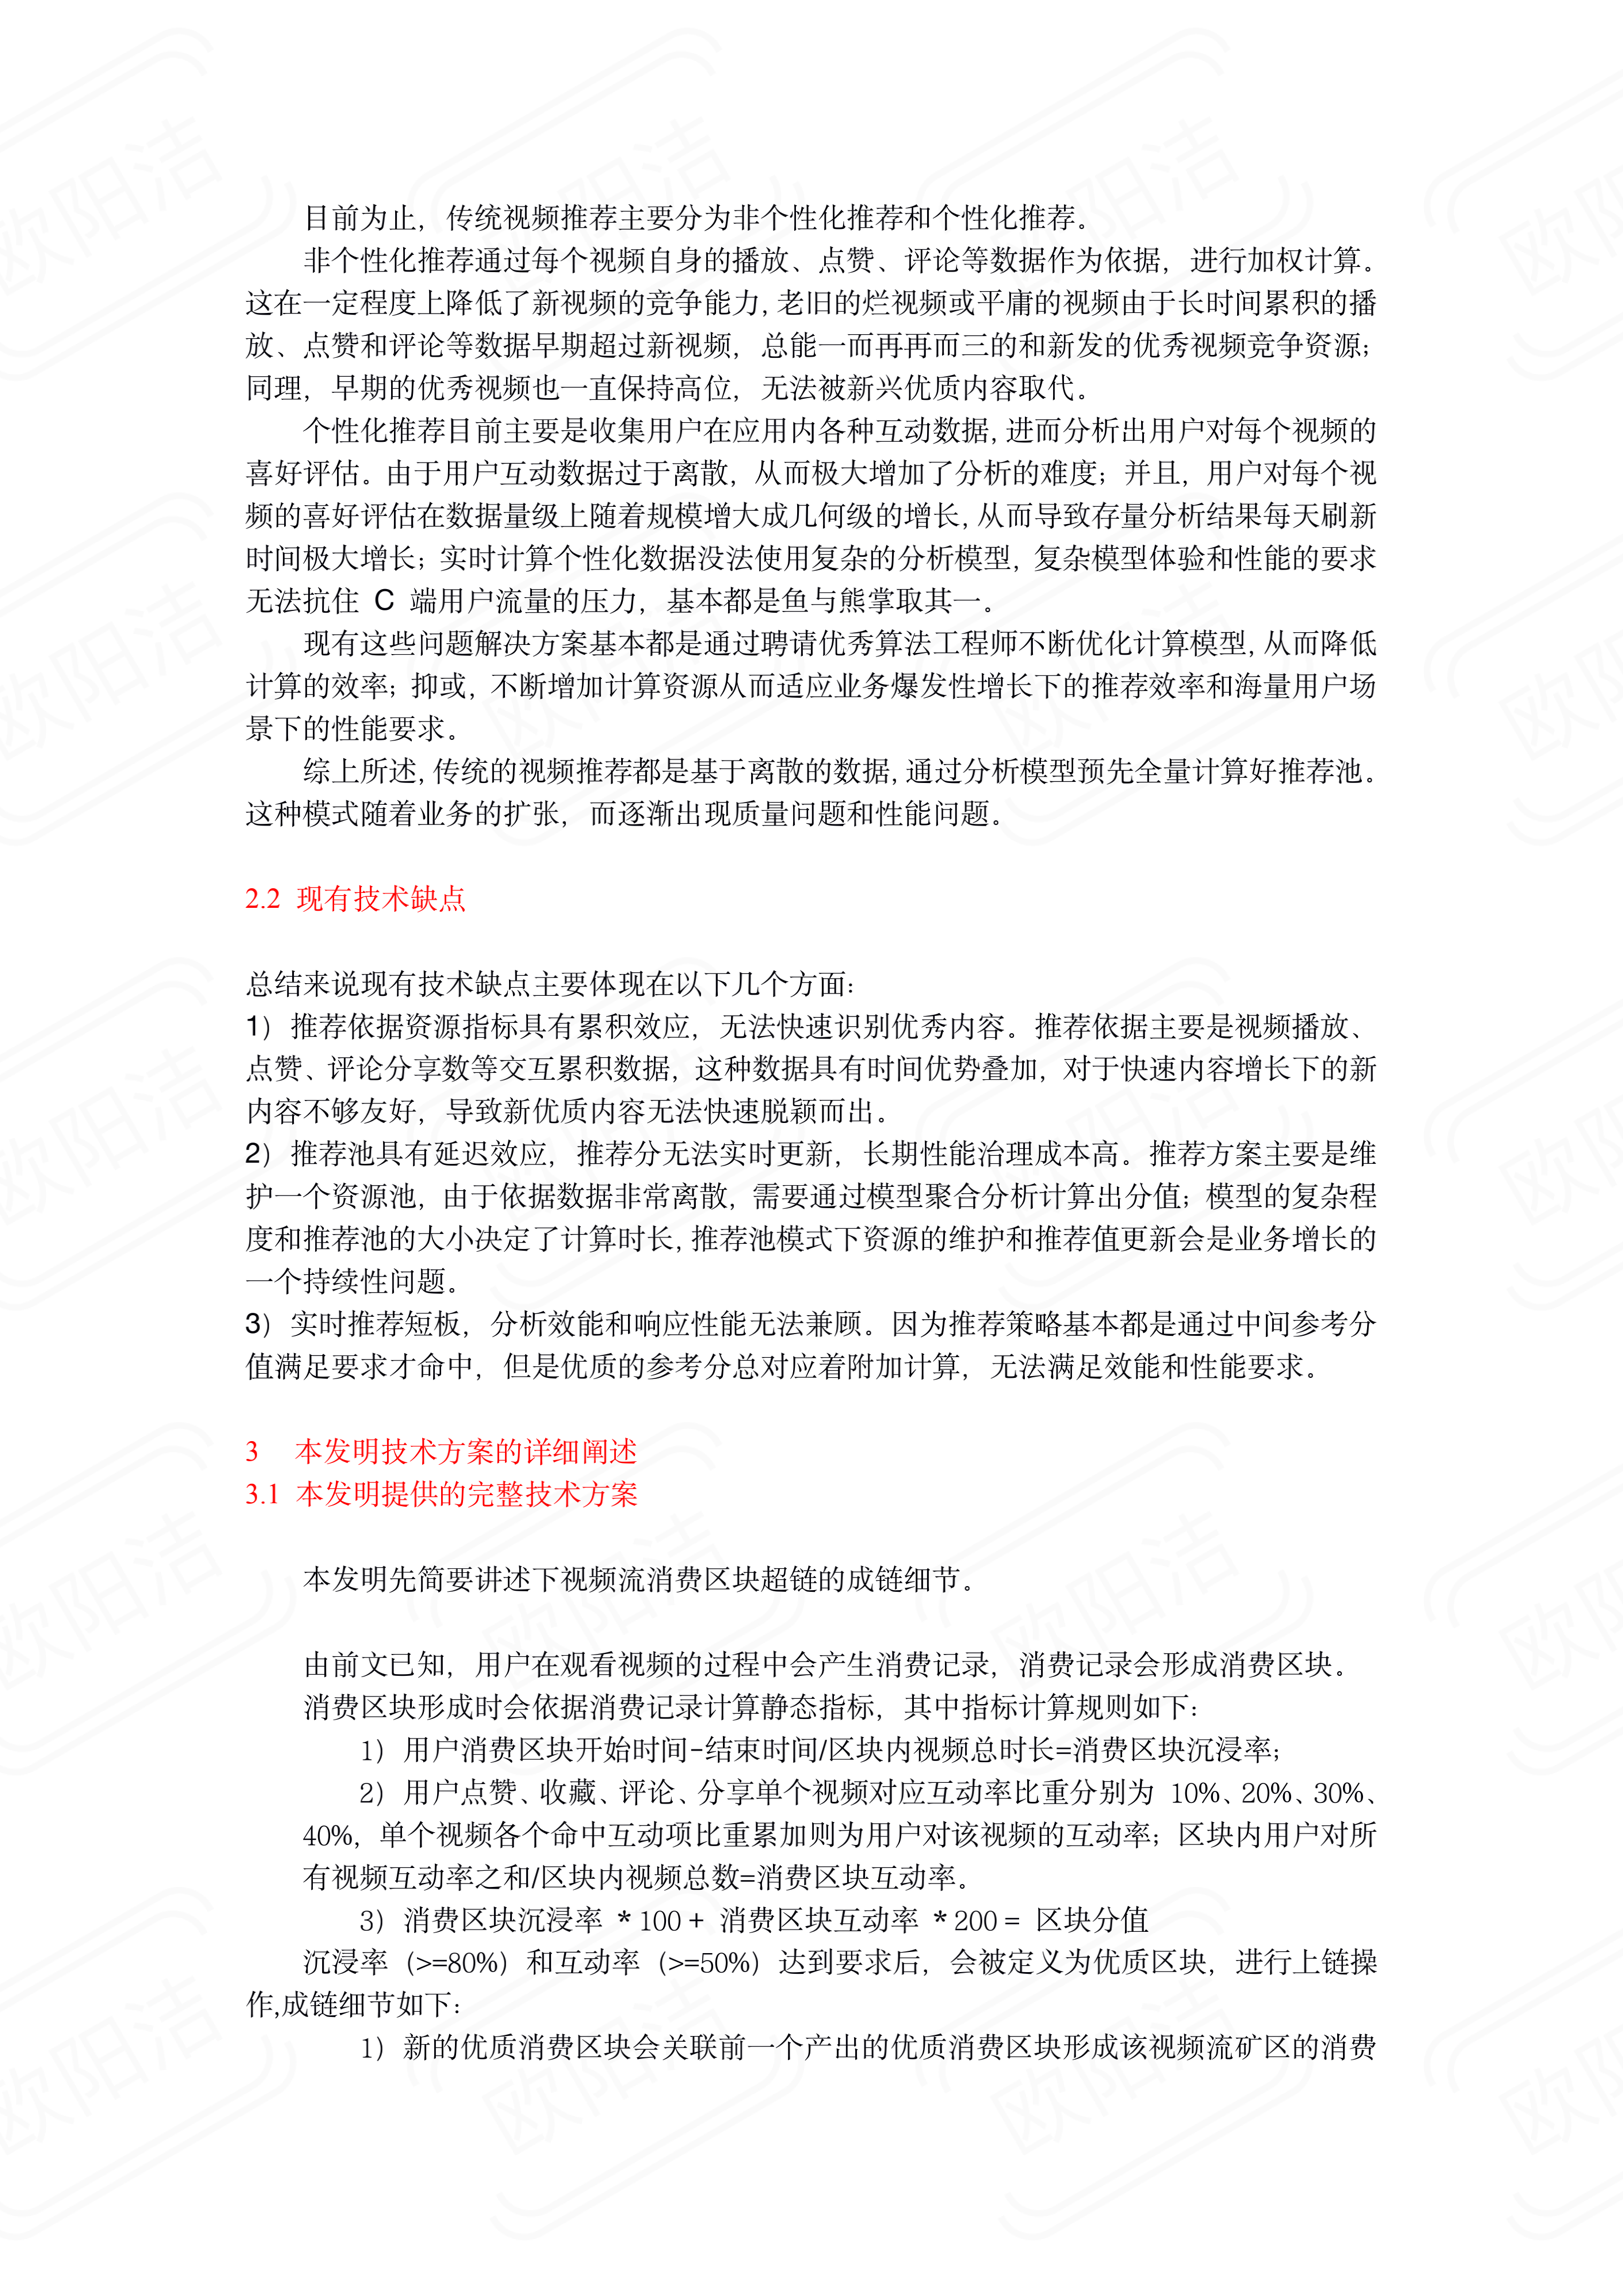 目前为止，传统视频推荐主要分为非个性化推荐和个性化推荐。
非个性化推荐通过每个视频自身的播放、点赞、评论等数据作为依据，进行加权计算。
这在一定程度上降低了新视频的竞争能力，老旧的烂视频或平庸的视频由于长时间累积的播
放、点赞和评论等数据早期超过新视频，总能一而再再而三的和新发的优秀视频竞争资源；
同理，早期的优秀视频也一直保持高位，无法被新兴优质内容取代。
个性化推荐目前主要是收集用户在应用内各种互动数据，进而分析出用户对每个视频的
喜好评估。由于用户互动数据过于离散，从而极大增加了分析的难度；并且，用户对每个视
频的喜好评估在数据量级上随着规模增大成几何级的增长，从而导致存量分析结果每天刷新
时间极大增长；实时计算个性化数据没法使用复杂的分析模型，复杂模型体验和性能的要求
无法抗住 C 端用户流量的压力，基本都是鱼与熊掌取其一。
现有这些问题解决方案基本都是通过聘请优秀算法工程师不断优化计算模型，从而降低
计算的效率；抑或，不断增加计算资源从而适应业务爆发性增长下的推荐效率和海量用户场
景下的性能要求。
综上所述，传统的视频推荐都是基于离散的数据，通过分析模型预先全量计算好推荐池。
这种模式随着业务的扩张，而逐渐出现质量问题和性能问题。
2.2 现有技术缺点
总结来说现有技术缺点主要体现在以下几个方面：
1）推荐依据资源指标具有累积效应，无法快速识别优秀内容。推荐依据主要是视频播放、
点赞、评论分享数等交互累积数据，这种数据具有时间优势叠加，对于快速内容增长下的新
内容不够友好，导致新优质内容无法快速脱颖而出。
2）推荐池具有延迟效应，推荐分无法实时更新，长期性能治理成本高。推荐方案主要是维
护一个资源池，由于依据数据非常离散，需要通过模型聚合分析计算出分值；模型的复杂程
度和推荐池的大小决定了计算时长，推荐池模式下资源的维护和推荐值更新会是业务增长的
一个持续性问题。
3）实时推荐短板，分析效能和响应性能无法兼顾。因为推荐策略基本都是通过中间参考分
值满足要求才命中，但是优质的参考分总对应着附加计算，无法满足效能和性能要求。
3 本发明技术方案的详细阐述
3.1 本发明提供的完整技术方案
本发明先简要讲述下视频流消费区块超链的成链细节。
由前文已知，用户在观看视频的过程中会产生消费记录，消费记录会形成消费区块。
消费区块形成时会依据消费记录计算静态指标，其中指标计算规则如下：
1）用户消费区块开始时间-结束时间/区块内视频总时长=消费区块沉浸率；
2）用户点赞、收藏、评论、分享单个视频对应互动率比重分别为 10%、20%、30%、
40%，单个视频各个命中互动项比重累加则为用户对该视频的互动率；区块内用户对所
有视频互动率之和/区块内视频总数=消费区块互动率。
3）消费区块沉浸率 * 100 + 消费区块互动率 * 200 = 区块分值
沉浸率（>=80%）和互动率（>=50%）达到要求后，会被定义为优质区块，进行上链操
作,成链细节如下：
1）新的优质消费区块会关联前一个产出的优质消费区块形成该视频流矿区的消费
欧阳洁